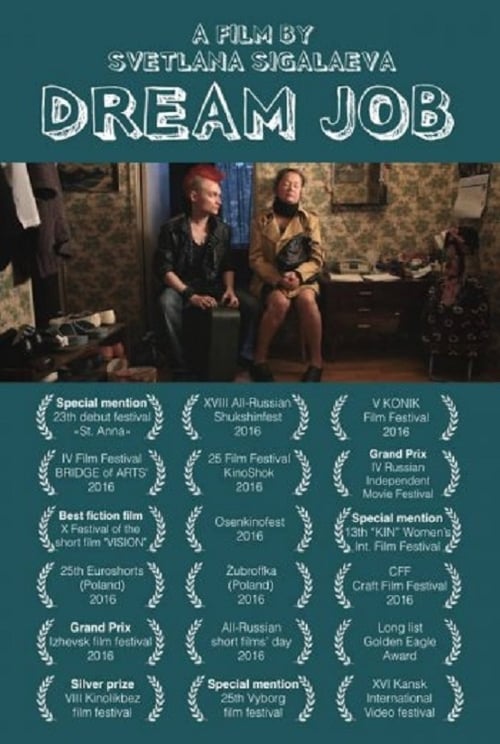 A FILM BY
SVETLANA SIGALAEVA
DREAM JOB
Special mention
23th debut festival
«St. Anna»
XVIII All-Russian
Shukshinfest
2016
V KONIK
Film Festival
2016
IV Film Festival
BRIDGE of ARTS'
2016
25 Film Festival
KinoShok
2016
Grand Prix
IV Russian
Independent
Movie Festival
Best fiction film
X Festival of the
short film "VISION"
Osenkinofest
2016
Special mention
13th "KIN" Women's
Int. Film Festival
25th Euroshorts
(Poland)
2016
Żubroffka
(Poland)
2016
CFF
Craft Film Festival
2016
Grand Prix
Izhevsk film festival
2016
All-Russian
short films' day
2016
Long list
Golden Eagle
Award
Silver prize
VIII Kinolikbez
film festival
Special mention
25th Vyborg
film festival
XVI Kansk
International
Video festival